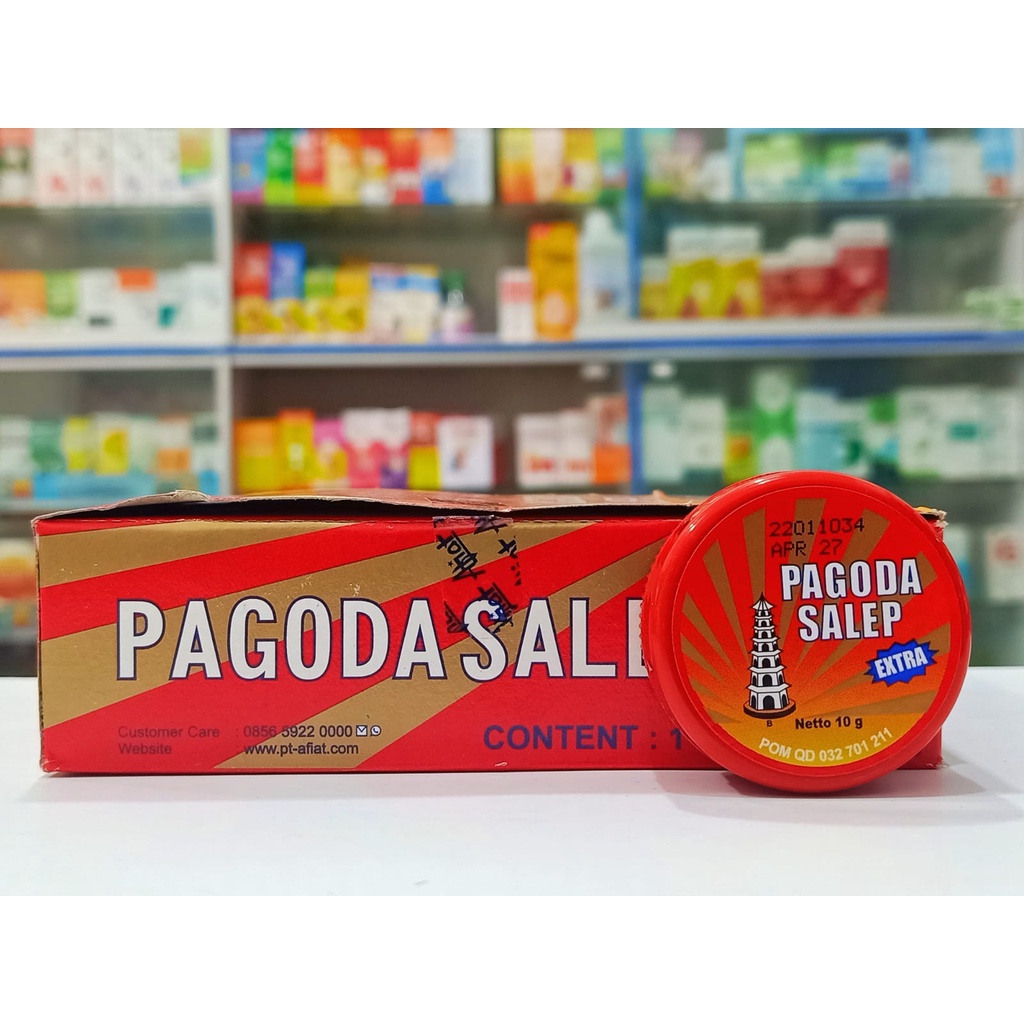 PAGODA SAL
Customer Care : 0856 5922 0000
Website : www.pt-afiat.com
CONTENT : 1
22011034
APR 27
PAGODA
SALEP
EXTRA
B
Netto 10 g
POM QD 032 701 211